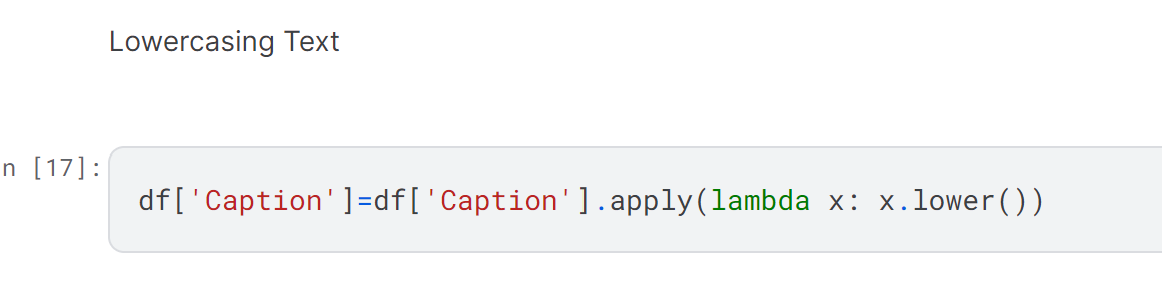 Lowercasing Text
n [17]:
df['Caption']=df['Caption'].apply(lambda x: x.lower())